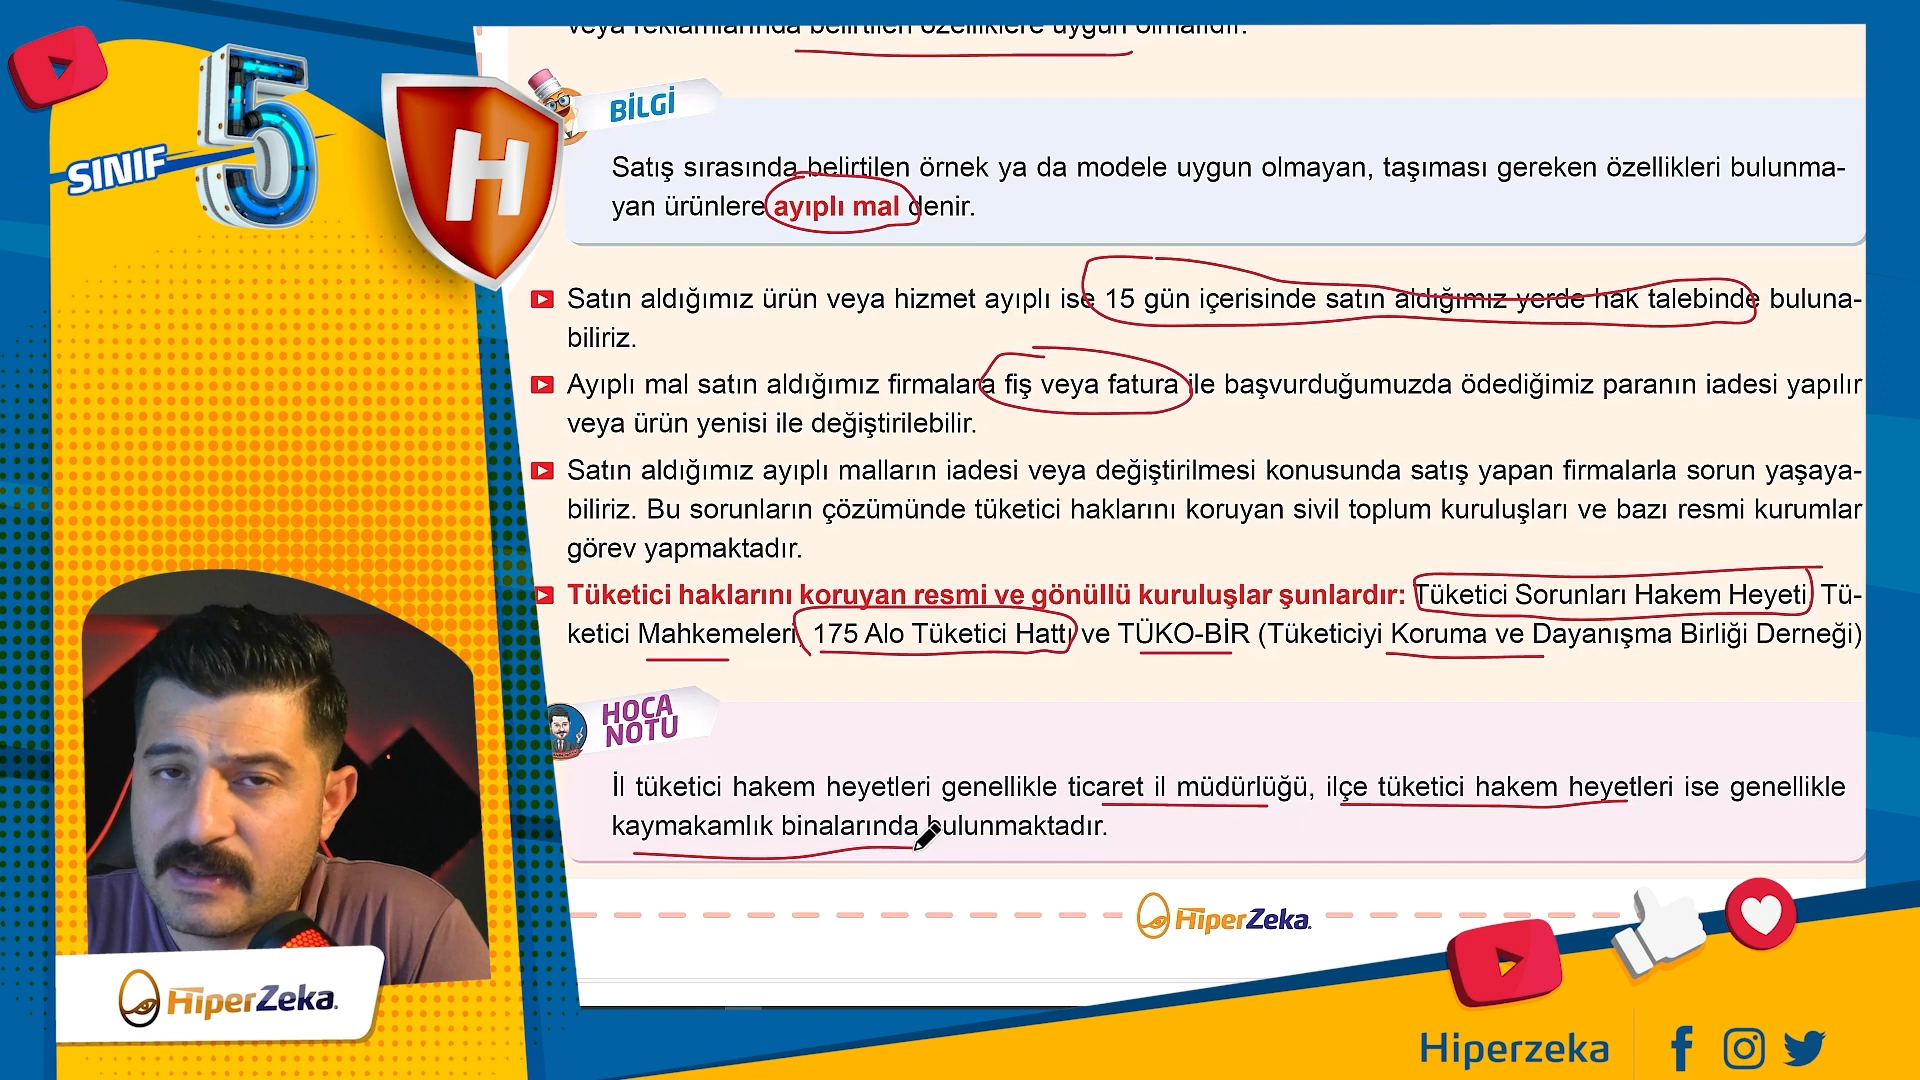 veya reklamlarında belirtilen özelliklere uygun olmalıdır.
SINIF
5
H
BİLGİ
Satış sırasında belirtilen örnek ya da modele uygun olmayan, taşıması gereken özellikleri bulunma-
yan ürünlere ayıplı mal denir.
Satın aldığımız ürün veya hizmet ayıplı ise 15 gün içerisinde satın aldığımız yerde hak talebinde buluna-
biliriz.
Ayıplı mal satın aldığımız firmalara fiş veya fatura ile başvurduğumuzda ödediğimiz paranın iadesi yapılır
veya ürün yenisi ile değiştirilebilir.
Satın aldığımız ayıplı malların iadesi veya değiştirilmesi konusunda satış yapan firmalarla sorun yaşaya-
biliriz. Bu sorunların çözümünde tüketici haklarını koruyan sivil toplum kuruluşları ve bazı resmi kurumlar
görev yapmaktadır.
Tüketici haklarını koruyan resmi ve gönüllü kuruluşlar şunlardır: Tüketici Sorunları Hakem Heyeti, Tü-
ketici Mahkemeleri, 175 Alo Tüketici Hattı ve TÜKO-BİR (Tüketiciyi Koruma ve Dayanışma Birliği Derneği)
HOCA
NOTU
İl tüketici hakem heyetleri genellikle ticaret il müdürlüğü, ilçe tüketici hakem heyetleri ise genellikle
kaymakamlık binalarında bulunmaktadır.
HiperZeka.
HiperZeka.
Hiperzeka